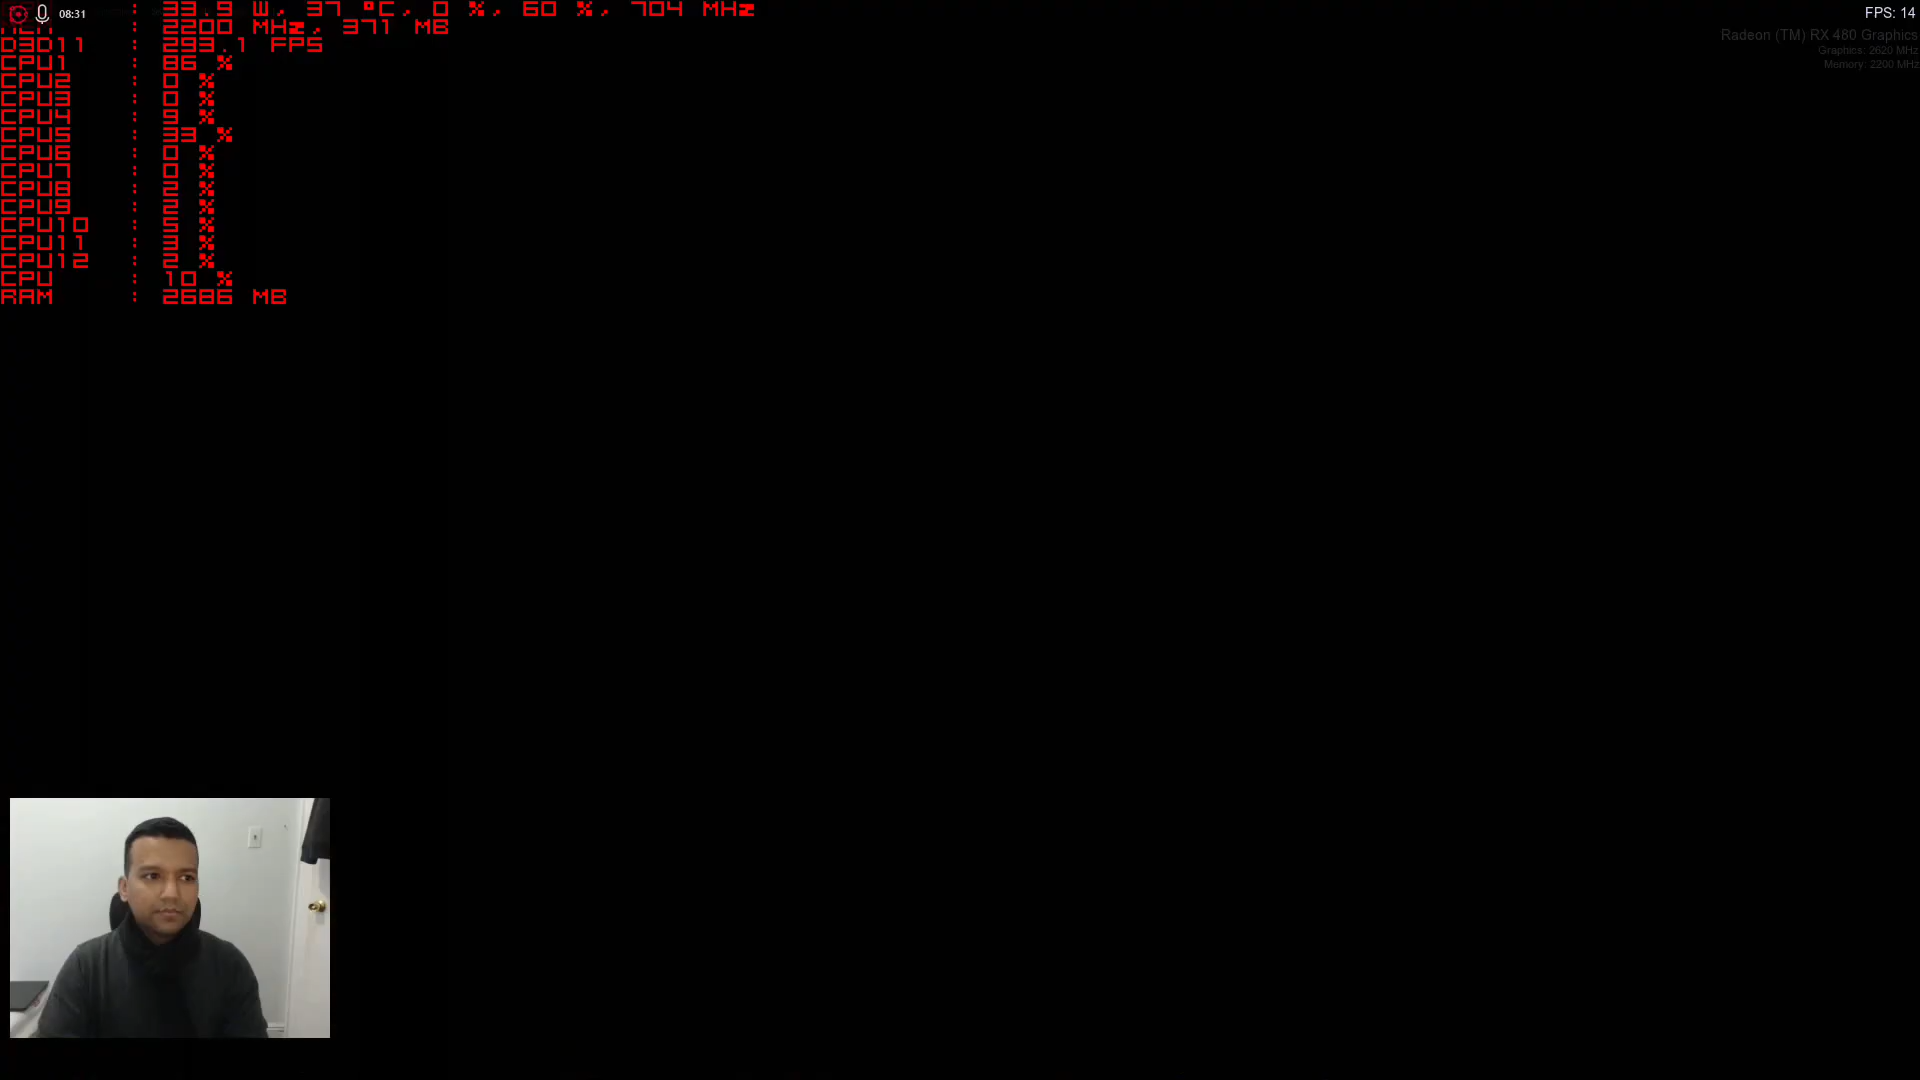 08:31
: 33.9 W, 37 ºC, 0 %, 60 %, 704 MHz
: 2200 MHz, 371 MB
D3D11 : 293.1 FPS
CPU1 : 86 %
CPU2 : 0 %
CPU3 : 0 %
CPU4 : 9 %
CPU5 : 33 %
CPU6 : 0 %
CPU7 : 0 %
CPU8 : 2 %
CPU9 : 2 %
CPU10 : 5 %
CPU11 : 3 %
CPU12 : 2 %
CPU : 10 %
RAM : 2686 MB
FPS: 14
Radeon (TM) RX 480 Graphics
Graphics: 2620 MHz
Memory: 2200 MHz